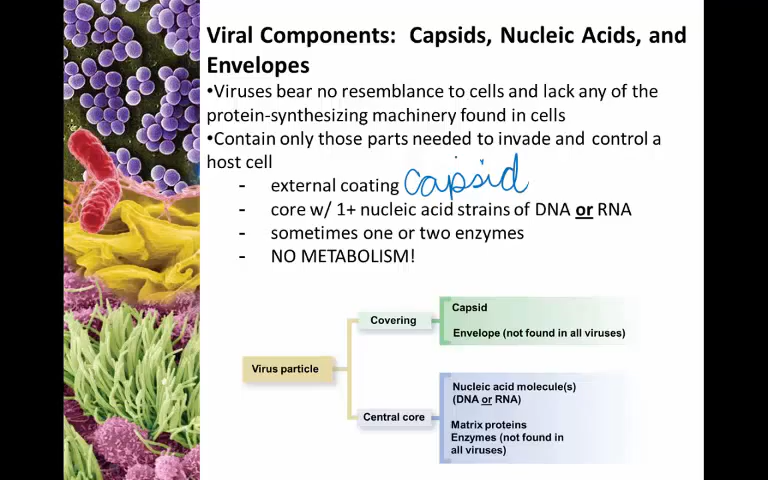 Viral Components: Capsids, Nucleic Acids, and
Envelopes
•Viruses bear no resemblance to cells and lack any of the
protein-synthesizing machinery found in cells
•Contain only those parts needed to invade and control a
host cell
- external coating capsid
- core w/ 1+ nucleic acid strains of DNA or RNA
- sometimes one or two enzymes
- NO METABOLISM!
Capsid
Covering
Envelope (not found in all viruses)
Virus particle
Nucleic acid molecule(s)
(DNA or RNA)
Central core
Matrix proteins
Enzymes (not found in
all viruses)